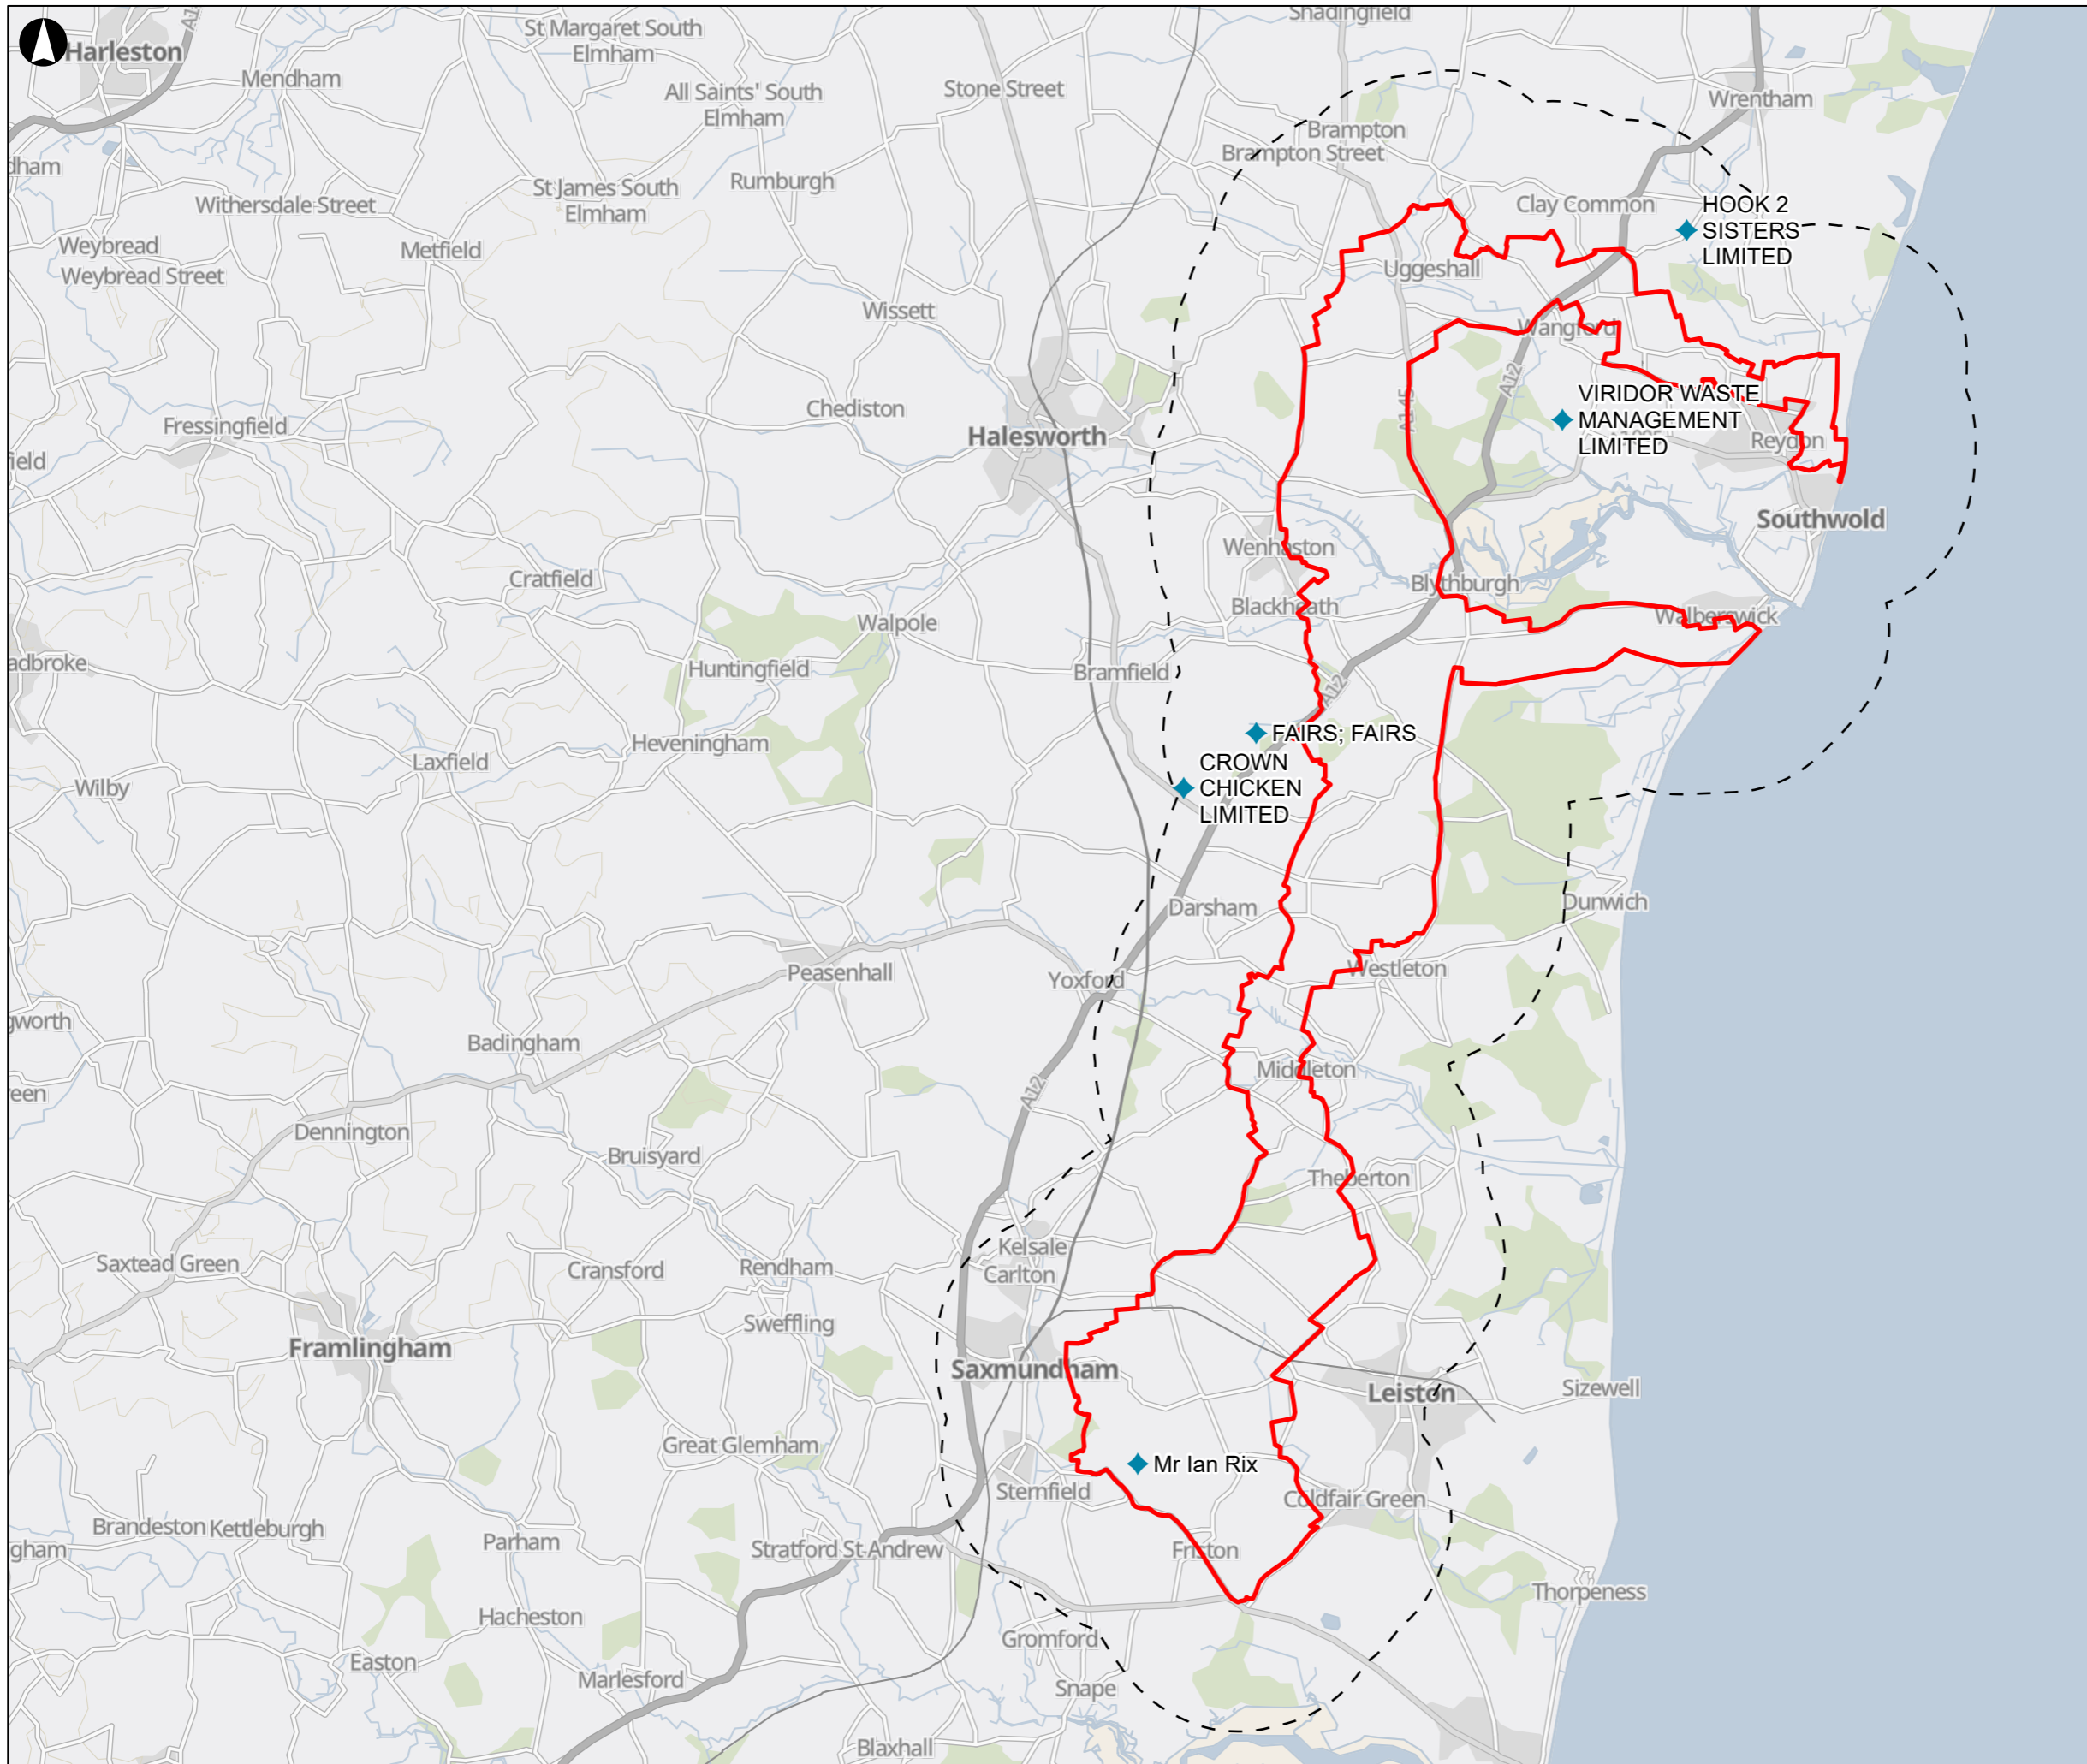 Shadingfield
A1
Harleston
St Margaret South
Elmham
Mendham
All Saints' South
Elmham
Stone Street
Wrentham
Brampton
Brampton Street
dham
St James South
Elmham
Rumburgh
Withersdale Street
Clay Common
HOOK 2
SISTERS
LIMITED
Weybread
Weybread Street
Metfield
Uggeshall
Wissett
Wangford
A12
A145
VIRIDOR WASTE
MANAGEMENT
LIMITED
Chediston
Fressingfield
Halesworth
Reydon
field
Southwold
Wenhaston
Cratfield
Blythburgh
Blackheath
Walberswick
Walpole
adbroke
Huntingfield
Bramfield
A12
FAIRS; FAIRS
Heveningham
Laxfield
CROWN
CHICKEN
LIMITED
Wilby
Darsham
Dunwich
Peasenhall
Westleton
Yoxford
gworth
Badingham
Middleton
A12
een
Dennington
Bruisyard
Theberton
Kelsale
Saxtead Green
Cransford
Rendham
Carlton
Sweffling
Framlingham
Saxmundham
Leiston
Sizewell
Great Glemham
Mr Ian Rix
Sternfield
Coldfair Green
Brandeston
Kettleburgh
Parham
Stratford St Andrew
Friston
gham
Thorpeness
Hacheston
Gromford
Easton
Marlesford
Snape
Blaxhall